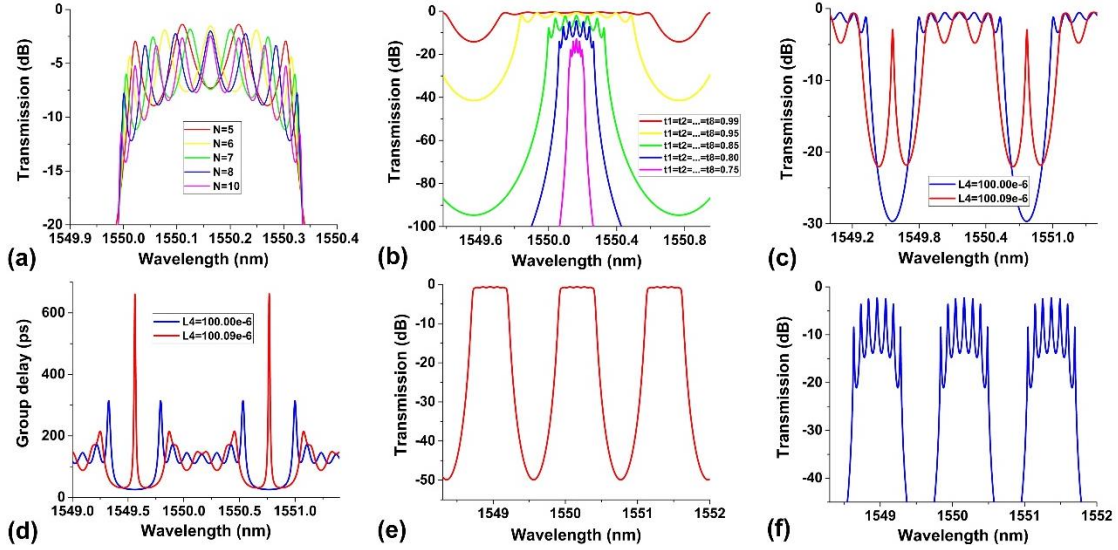 0
-5
-10
-15
-20
Transmission (dB)
N=5
N=6
N=7
N=8
N=10
1549.9 1550.0 1550.1 1550.2 1550.3 1550.4
Wavelength (nm)
(a)
0
-20
-40
-60
-80
-100
Transmission (dB)
t1=t2=...=t8=0.99
t1=t2=...=t8=0.95
t1=t2=...=t8=0.85
t1=t2=...=t8=0.80
t1=t2=...=t8=0.75
1549.6 1550.0 1550.4 1550.8
Wavelength (nm)
(b)
0
-10
-20
-30
Transmission (dB)
L4=100.00e-6
L4=100.09e-6
1549.2 1549.8 1550.4 1551.0
Wavelength (nm)
(c)
600
400
200
0
Group delay (ps)
L4=100.00e-6
L4=100.09e-6
1549.0 1549.5 1550.0 1550.5 1551.0
Wavelength (nm)
(d)
0
-10
-20
-30
-40
-50
Transmission (dB)
1549 1550 1551 1552
Wavelength (nm)
(e)
0
-10
-20
-30
-40
Transmission (dB)
1549 1550 1551 1552
Wavelength (nm)
(f)